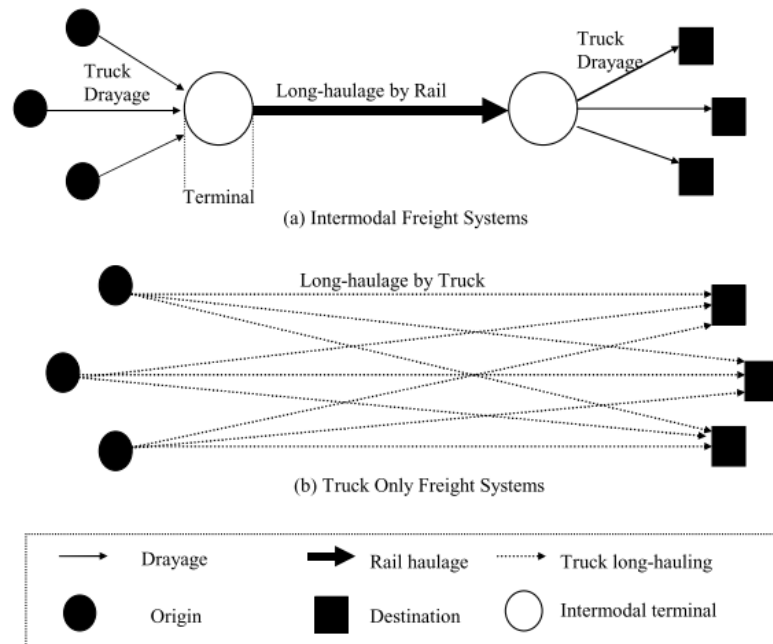 Truck
Drayage
Long-haulage by Rail
Truck
Drayage
Terminal
(a) Intermodal Freight Systems
Long-haulage by Truck
(b) Truck Only Freight Systems
Drayage
Rail haulage
Truck long-hauling
Origin
Destination
Intermodal terminal